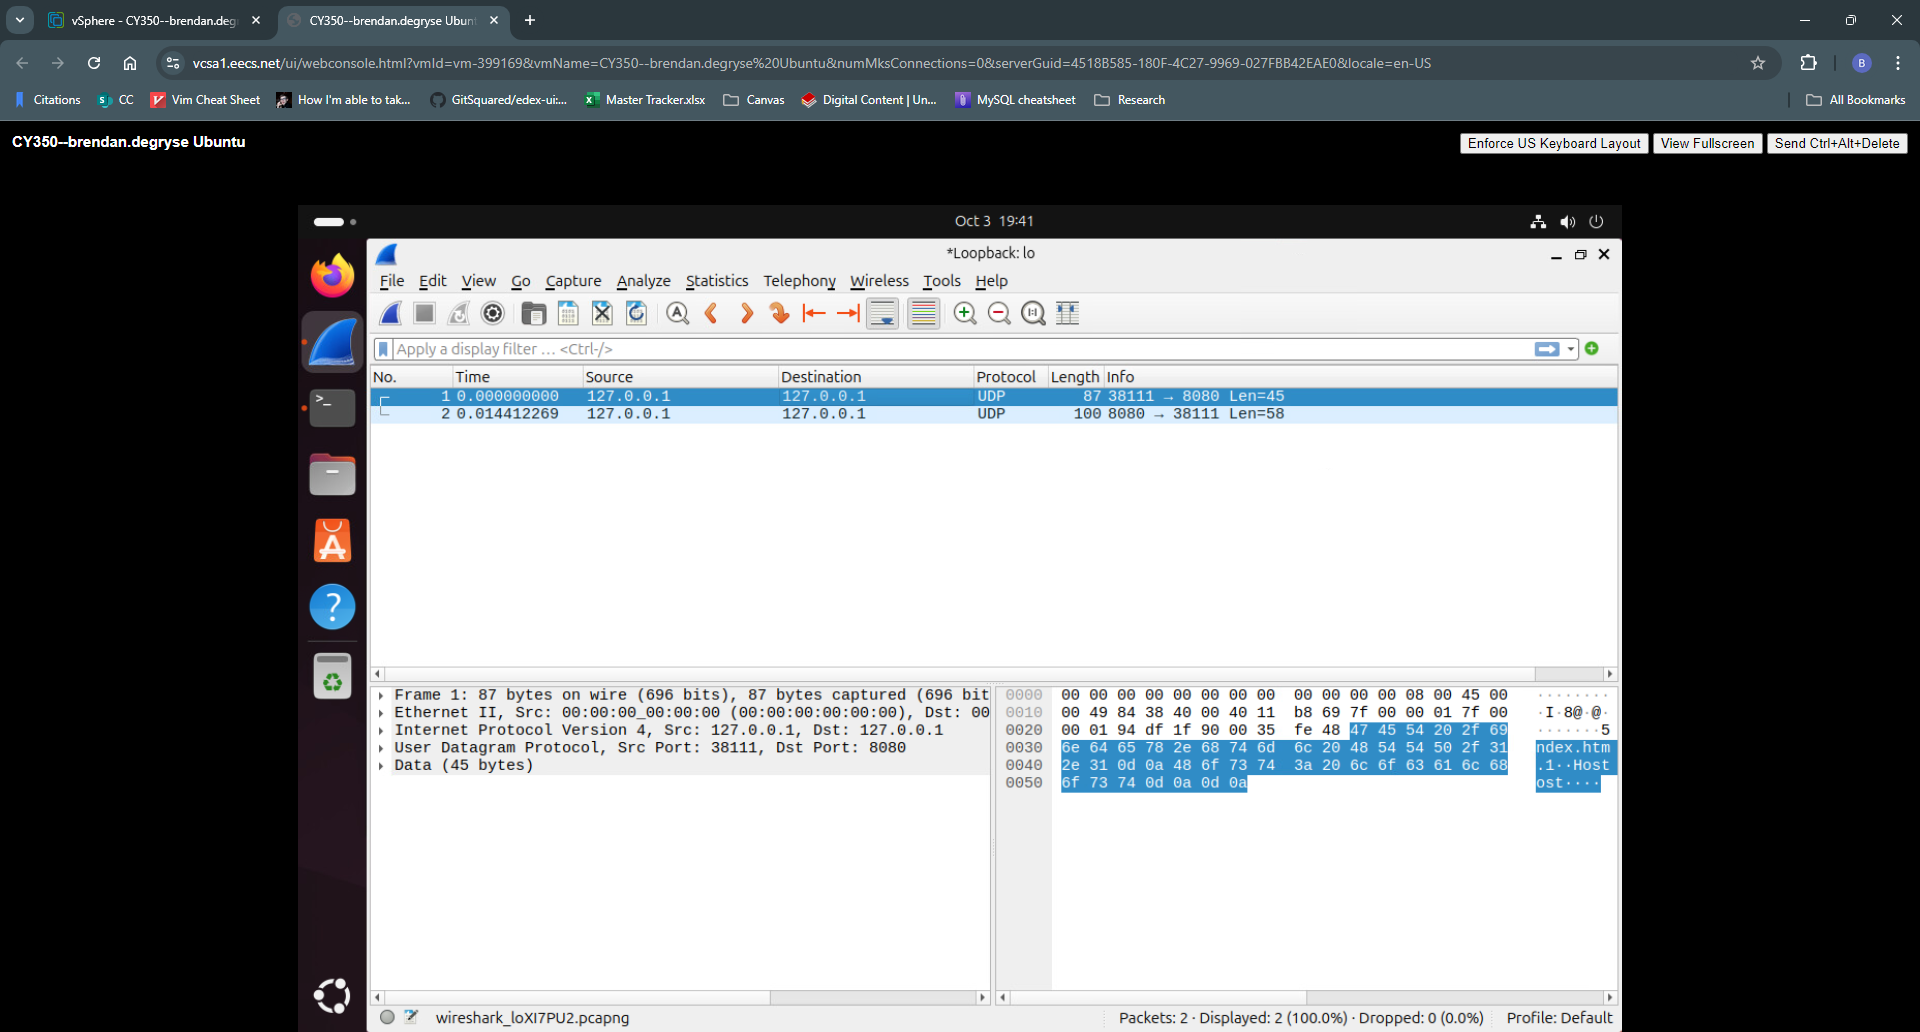 vSphere - CY350--brendan.deg
CY350--brendan.degryse Ubun
vcsa1.eecs.net/ui/webconsole.html?vmId=vm-399169&vmName=CY350--brendan.degryse%20Ubuntu&numMksConnections=0&serverGuid=4518B585-180F-4C27-9969-027FBB42EAE0&locale=en-US
B
Citations
CC
Vim Cheat Sheet
How I'm able to tak...
GitSquared/edex-ui:...
Master Tracker.xlsx
Canvas
Digital Content | Un...
MySQL cheatsheet
Research
All Bookmarks
CY350--brendan.degryse Ubuntu
Enforce US Keyboard Layout
View Fullscreen
Send Ctrl+Alt+Delete
Oct 3 19:41
*Loopback: lo
File Edit View Go Capture Analyze Statistics Telephony Wireless Tools Help
Apply a display filter … <Ctrl-/>
No. Time Source Destination Protocol Length Info
1 0.000000000 127.0.0.1 127.0.0.1 UDP 87 38111 → 8080 Len=45
2 0.014412269 127.0.0.1 127.0.0.1 UDP 100 8080 → 38111 Len=58
Frame 1: 87 bytes on wire (696 bits), 87 bytes captured (696 bit
Ethernet II, Src: 00:00:00_00:00:00 (00:00:00:00:00:00), Dst: 00
Internet Protocol Version 4, Src: 127.0.0.1, Dst: 127.0.0.1
User Datagram Protocol, Src Port: 38111, Dst Port: 8080
Data (45 bytes)
0000 00 00 00 00 00 00 00 00 00 00 00 00 08 00 45 00 ········
0010 00 49 84 38 40 00 40 11 b8 69 7f 00 00 01 7f 00 ·I·8@·@·
0020 00 01 94 df 1f 90 00 35 fe 48 47 45 54 20 2f 69 ·······5
0030 6e 64 65 78 2e 68 74 6d 6c 20 48 54 54 50 2f 31 ndex.htm
0040 2e 31 0d 0a 48 6f 73 74 3a 20 6c 6f 63 61 6c 68 .1··Host
0050 6f 73 74 0d 0a 0d 0a ost····
wireshark_loXI7PU2.pcapng
Packets: 2 · Displayed: 2 (100.0%) · Dropped: 0 (0.0%)
Profile: Default